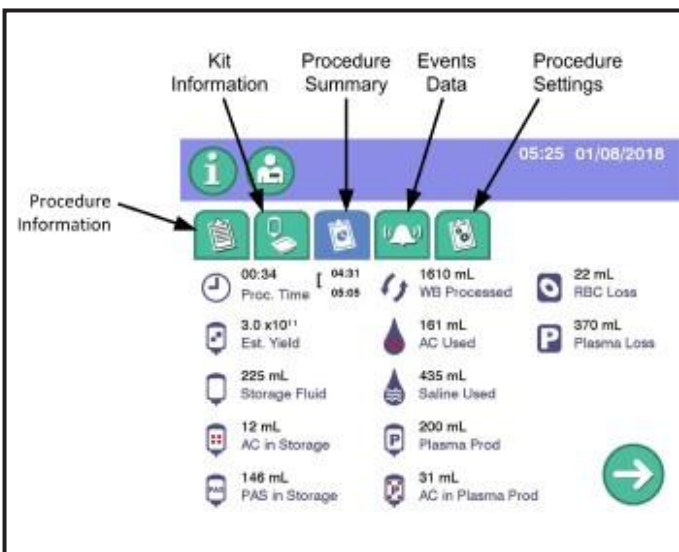 Kit
Information
Procedure
Summary
Events
Data
Procedure
Settings
05:25 01/08/2018
Procedure
Information
00:34
Proc. Time
[ 04:31
05:05
1610 mL
WB Processed
22 mL
RBC Loss
3.0 x10¹¹
Est. Yield
161 mL
AC Used
P
370 mL
Plasma Loss
225 mL
Storage Fluid
435 mL
Saline Used
12 mL
AC in Storage
P
200 mL
Plasma Prod
PAS
146 mL
PAS in Storage
P
31 mL
AC in Plasma Prod